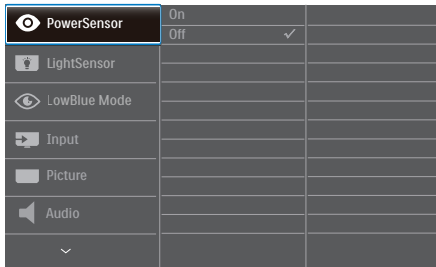 PowerSensor
On
Off
LightSensor
LowBlue Mode
Input
Picture
Audio